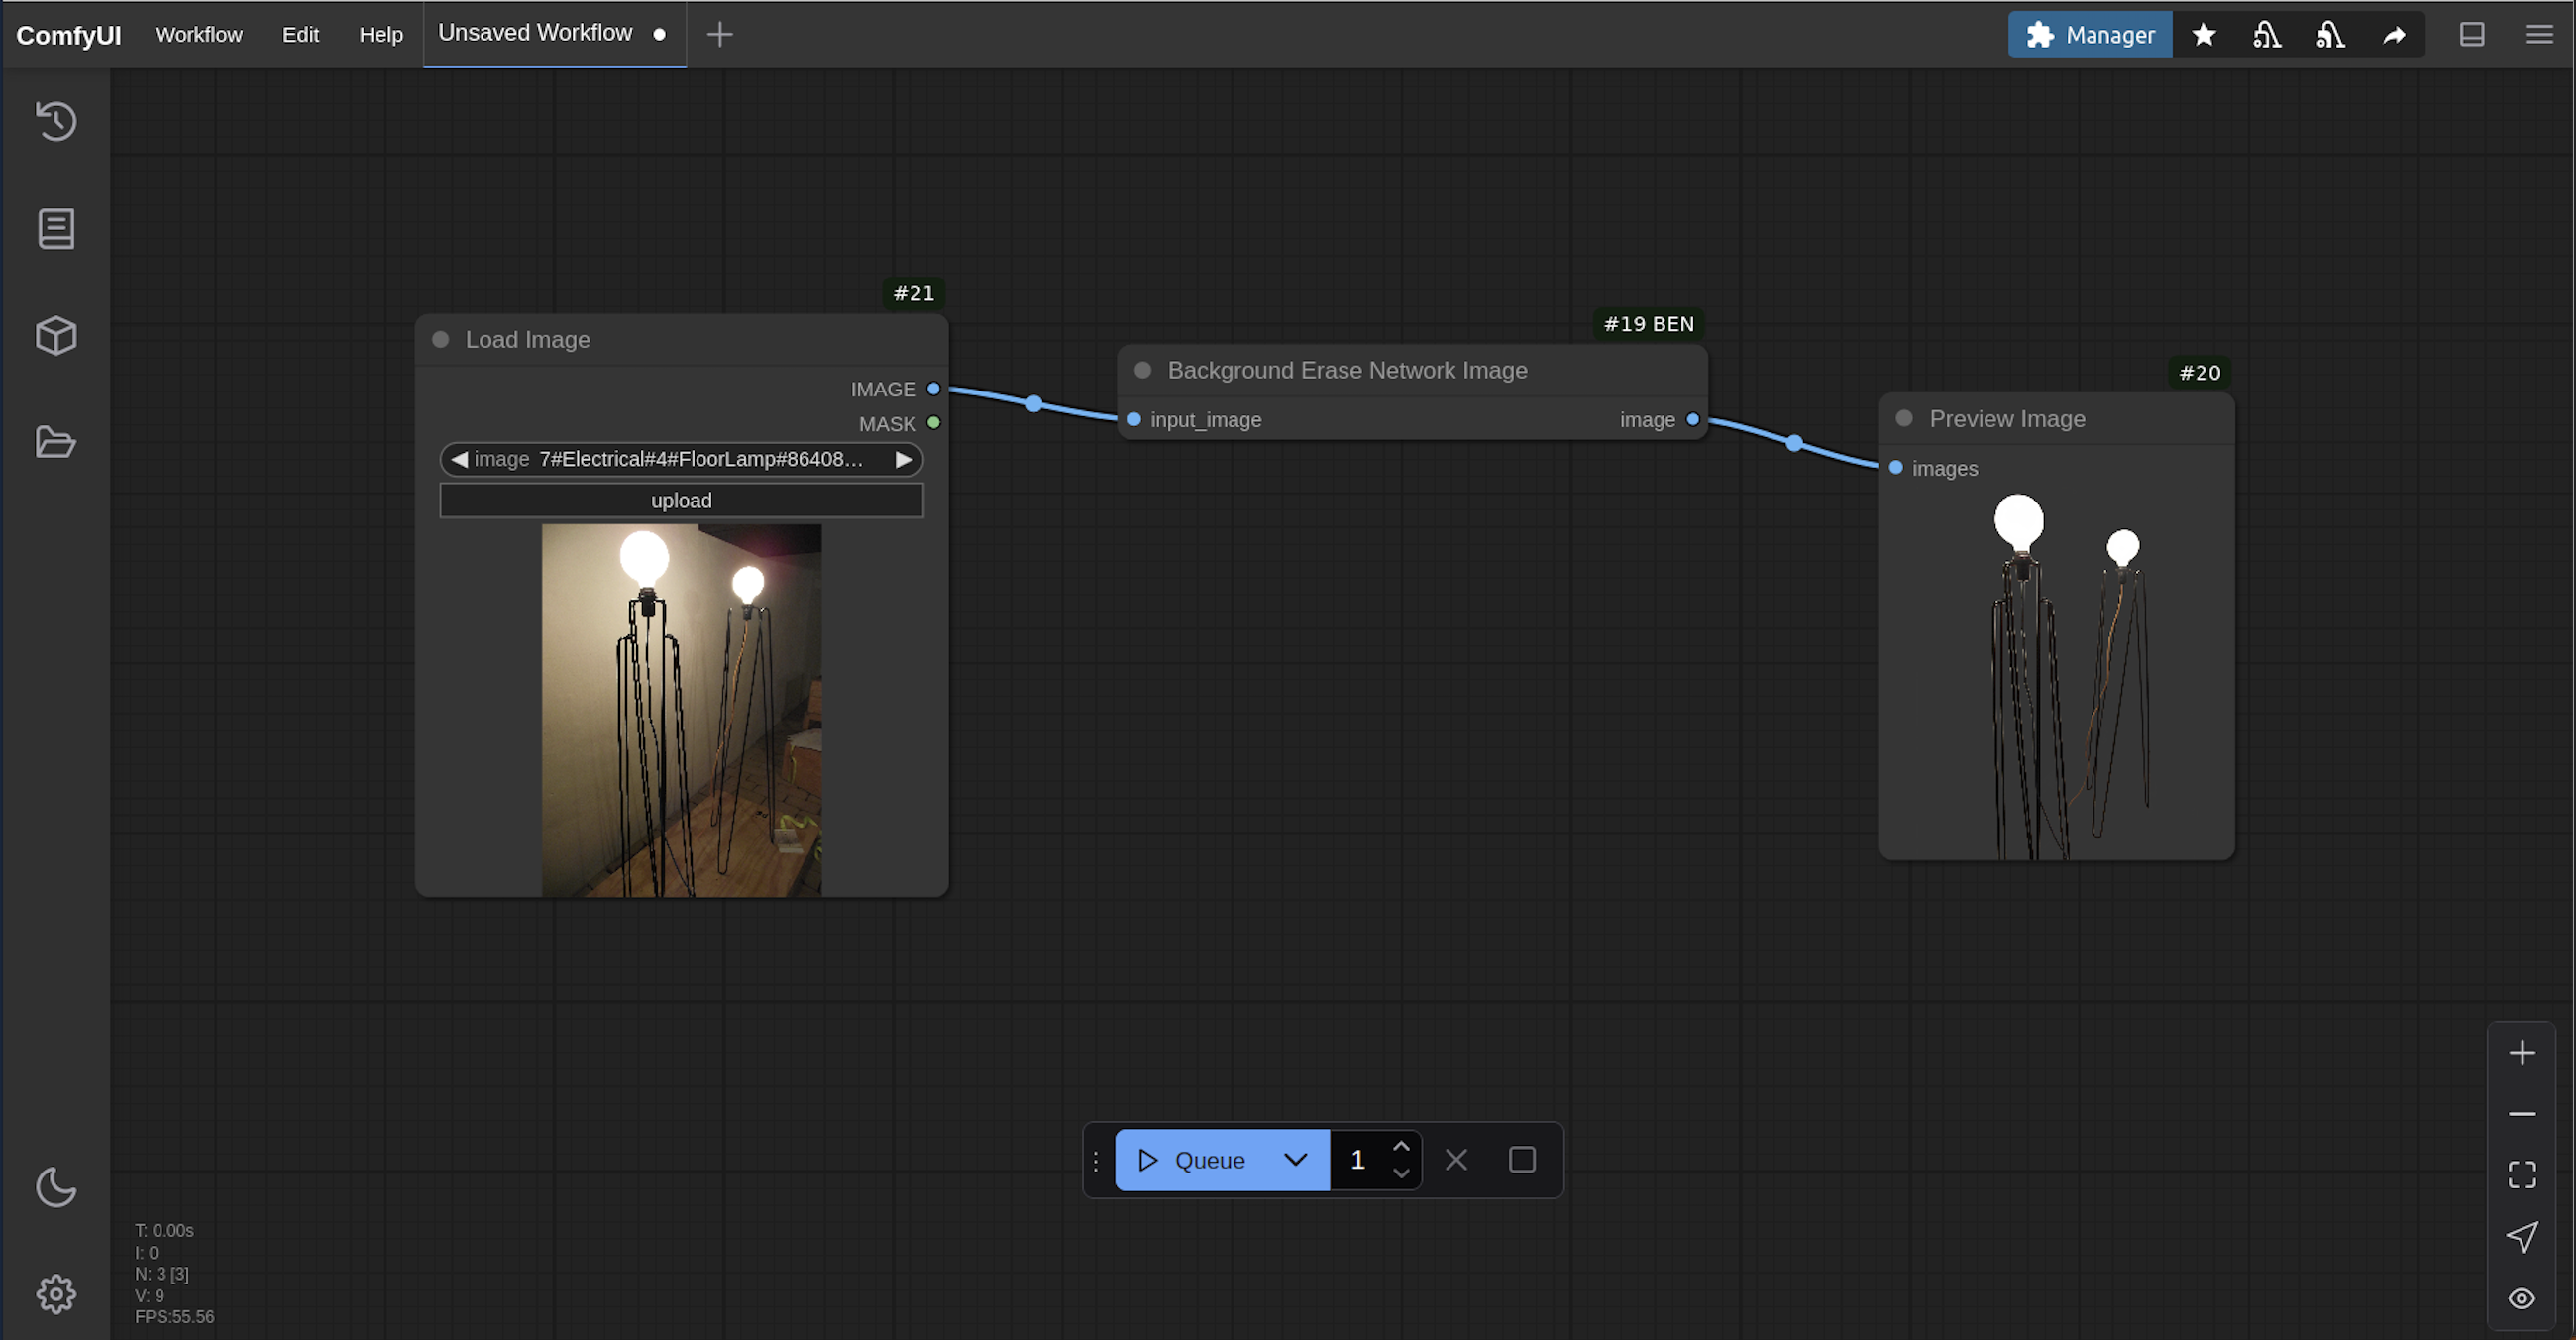 ComfyUI
Workflow
Edit
Help
Unsaved Workflow
Manager
#21
Load Image
IMAGE
MASK
image 7#Electrical#4#FloorLamp#86408...
upload
#19 BEN
Background Erase Network Image
input_image
image
#20
Preview Image
images
Queue
1
T: 0.00s
I: 0
N: 3 [3]
V: 9
FPS:55.56